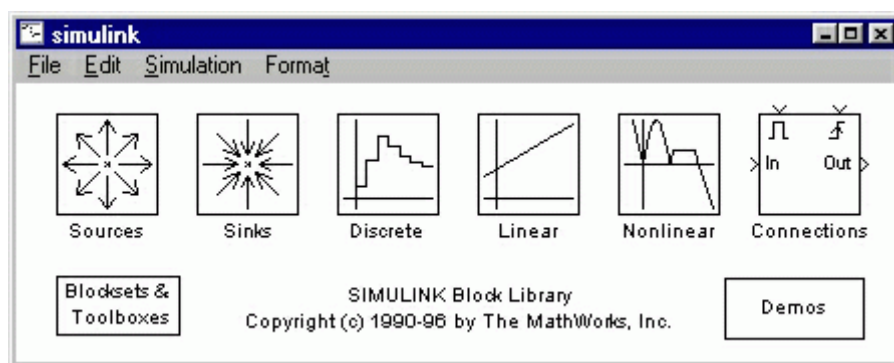 simulink
File Edit Simulation Format
In Out
Sources Sinks Discrete Linear Nonlinear Connections
Blocksets &
Toolboxes
SIMULINK Block Library
Copyright (c) 1990-96 by The MathWorks, Inc.
Demos